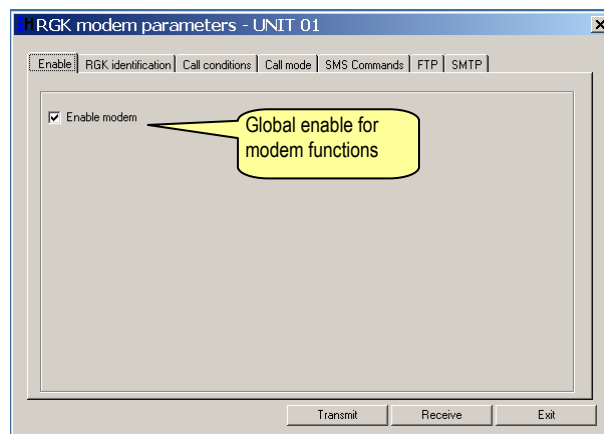 RGK modem parameters - UNIT 01
Enable RGK identification Call conditions Call mode SMS Commands FTP SMTP
Enable modem
Global enable for
modem functions
Transmit Receive Exit